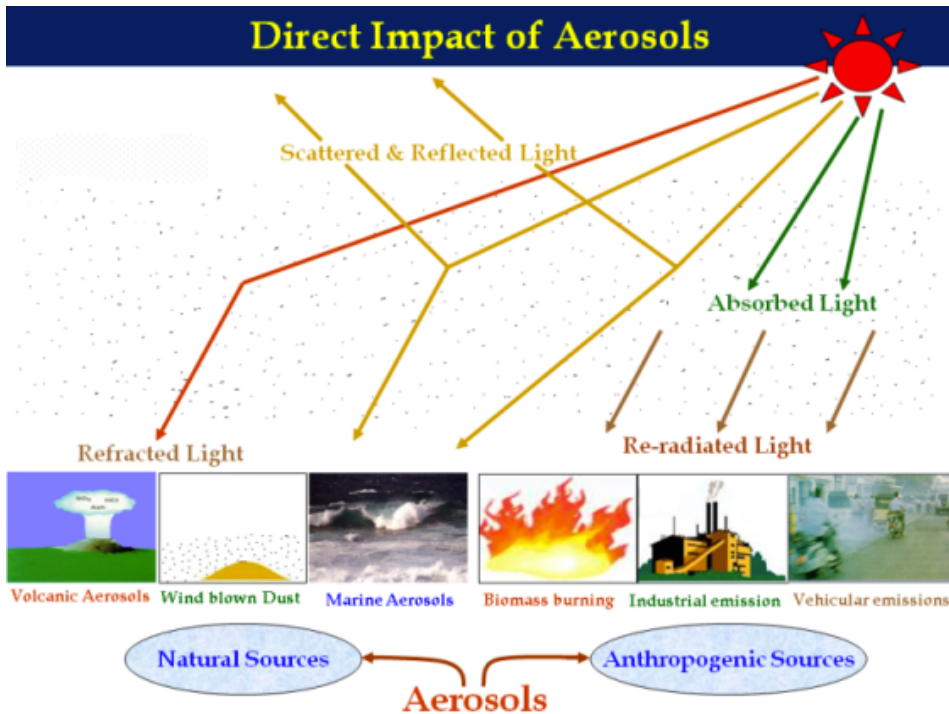 Direct Impact of Aerosols
Scattered & Reflected Light
Absorbed Light
Refracted Light
Re-radiated Light
Ash
Volcanic Aerosols
Wind blown Dust
Marine Aerosols
Biomass burning
Industrial emission
Vehicular emissions
Natural Sources
Anthropogenic Sources
Aerosols